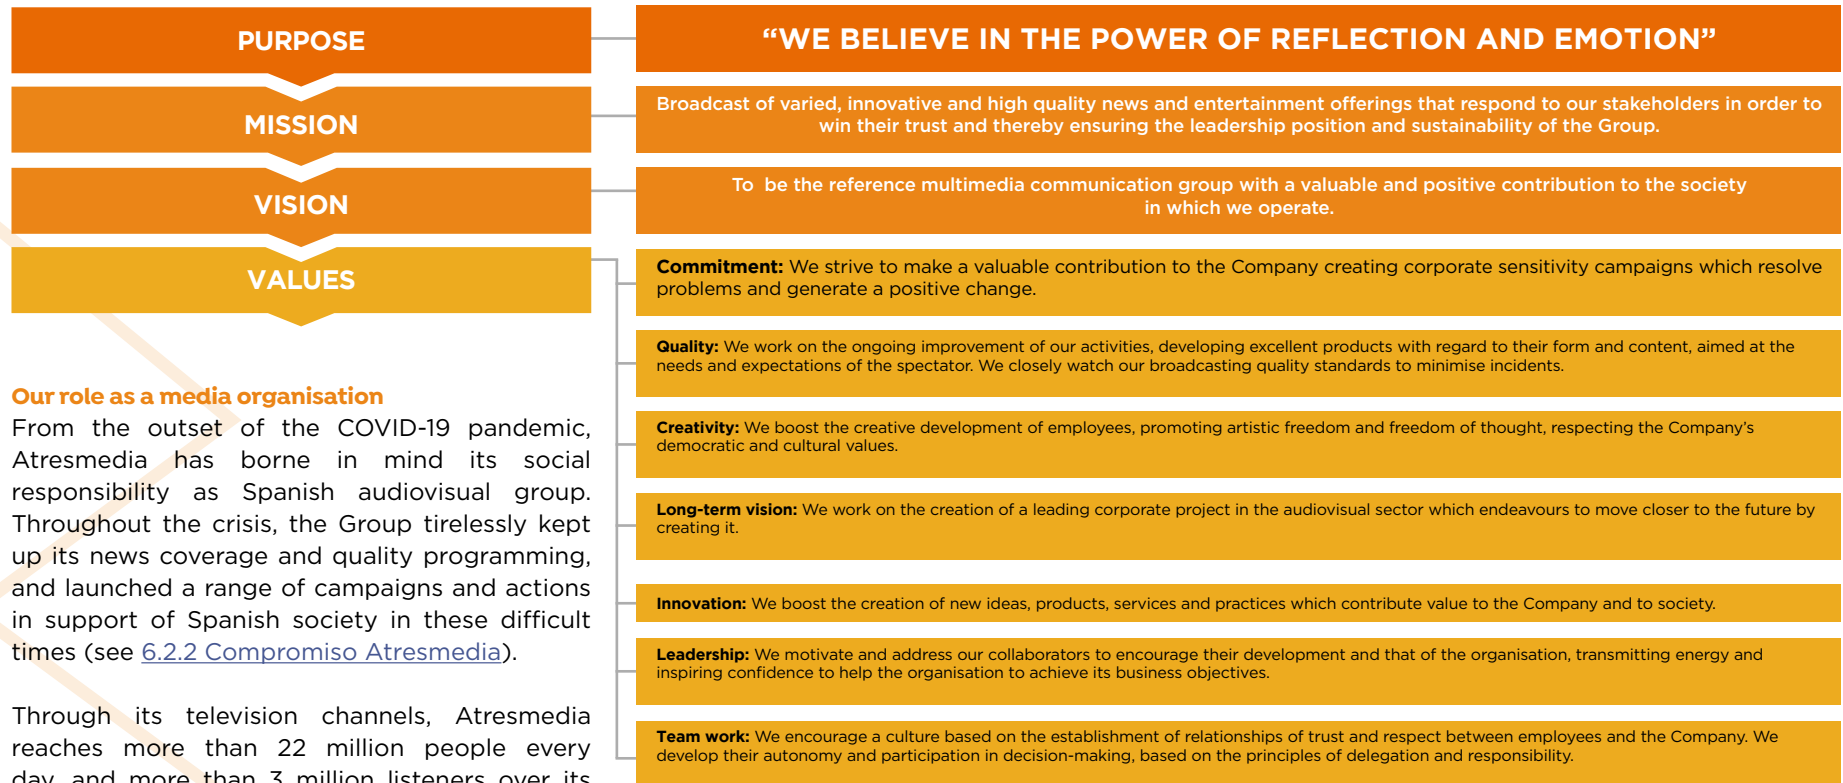 PURPOSE
“WE BELIEVE IN THE POWER OF REFLECTION AND EMOTION”
MISSION
Broadcast of varied, innovative and high quality news and entertainment offerings that respond to our stakeholders in order to
win their trust and thereby ensuring the leadership position and sustainability of the Group.
VISION
To be the reference multimedia communication group with a valuable and positive contribution to the society
in which we operate.
VALUES
Commitment: We strive to make a valuable contribution to the Company creating corporate sensitivity campaigns which resolve
problems and generate a positive change.
Quality: We work on the ongoing improvement of our activities, developing excellent products with regard to their form and content, aimed at the
needs and expectations of the spectator. We closely watch our broadcasting quality standards to minimise incidents.
Creativity: We boost the creative development of employees, promoting artistic freedom and freedom of thought, respecting the Company’s
democratic and cultural values.
Long-term vision: We work on the creation of a leading corporate project in the audiovisual sector which endeavours to move closer to the future by
creating it.
Innovation: We boost the creation of new ideas, products, services and practices which contribute value to the Company and to society.
Leadership: We motivate and address our collaborators to encourage their development and that of the organisation, transmitting energy and
inspiring confidence to help the organisation to achieve its business objectives.
Team work: We encourage a culture based on the establishment of relationships of trust and respect between employees and the Company. We
develop their autonomy and participation in decision-making, based on the principles of delegation and responsibility.
Our role as a media organisation
From the outset of the COVID-19 pandemic,
Atresmedia has borne in mind its social
responsibility as Spanish audiovisual group.
Throughout the crisis, the Group tirelessly kept
up its news coverage and quality programming,
and launched a range of campaigns and actions
in support of Spanish society in these difficult
times (see 6.2.2 Compromiso Atresmedia).
Through its television channels, Atresmedia
reaches more than 22 million people every
day, and more than 3 million listeners over its